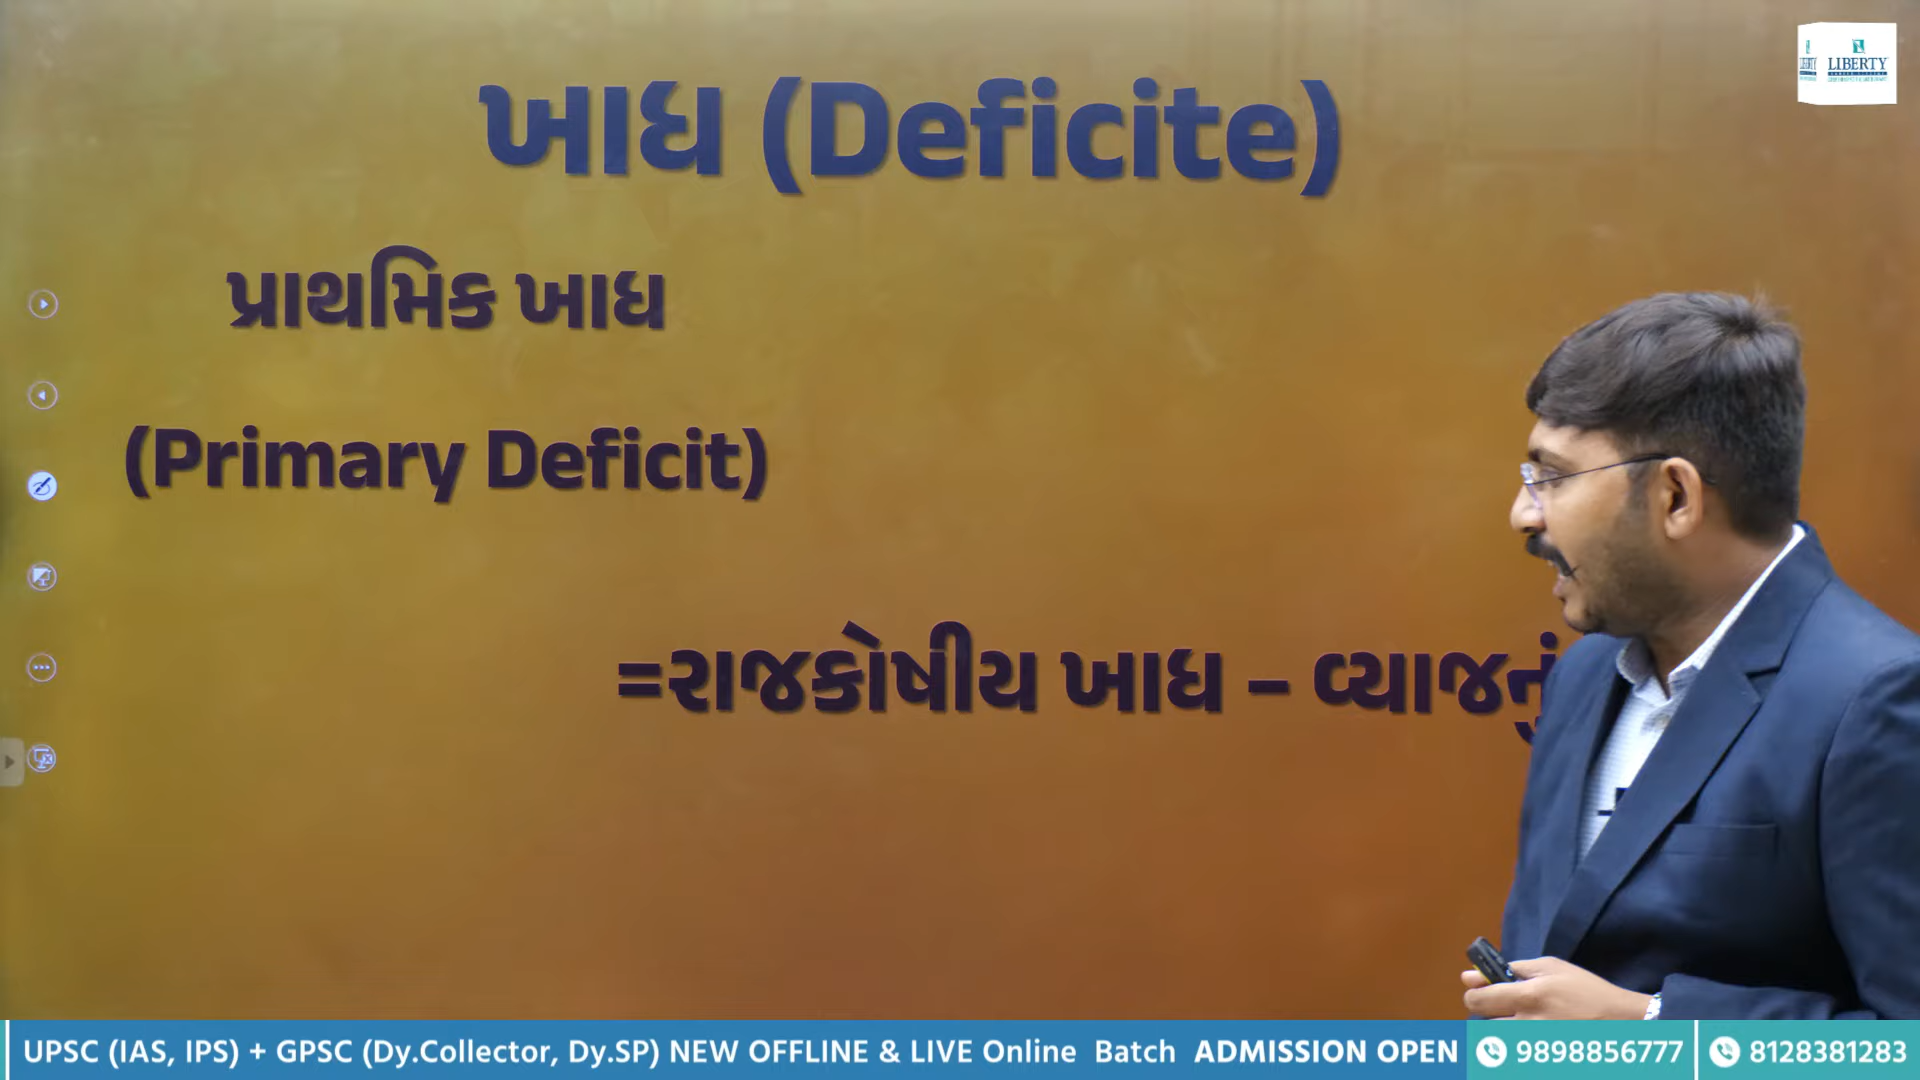 LIBERTY
ખાધ (Deficite)
પ્રાથમિક ખાધ
(Primary Deficit)
=રાજકોષીય ખાધ – વ્યાજનું
UPSC (IAS, IPS) + GPSC (Dy.Collector, Dy.SP) NEW OFFLINE & LIVE Online Batch ADMISSION OPEN 9898856777 8128381283